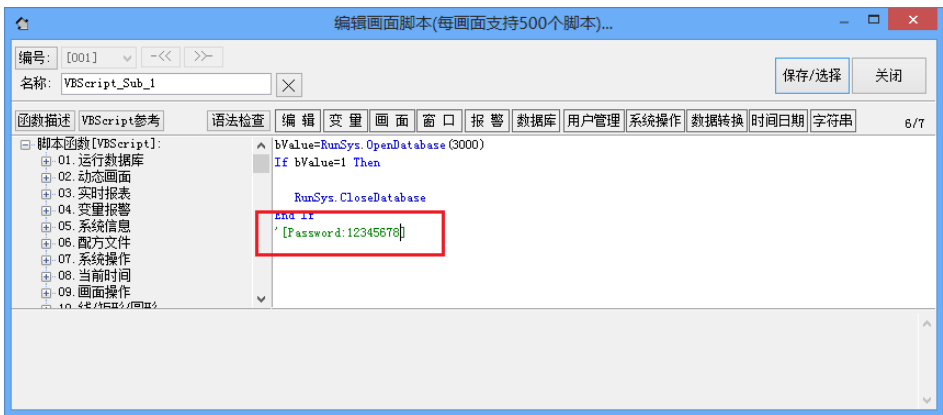 编辑画面脚本(每画面支持500个脚本)...
编号: [001] -<< >>-
名称: VBScript_Sub_1
保存/选择 关闭
函数描述 VBScript参考 语法检查 编 辑 变 量 画 面 窗 口 报 警 数据库 用户管理 系统操作 数据转换 时间日期 字符串 6/7
脚本函数[VBScript]:
01. 运行数据库
02. 动态画面
03. 实时报表
04. 变量报警
05. 系统信息
06. 配方文件
07. 系统操作
08. 当前时间
09. 画面操作
10. 线/矩形/圆形
bValue=RunSys.OpenDatabase(3000)
If bValue=1 Then
RunSys.CloseDatabase
End If
'[Password:12345678]